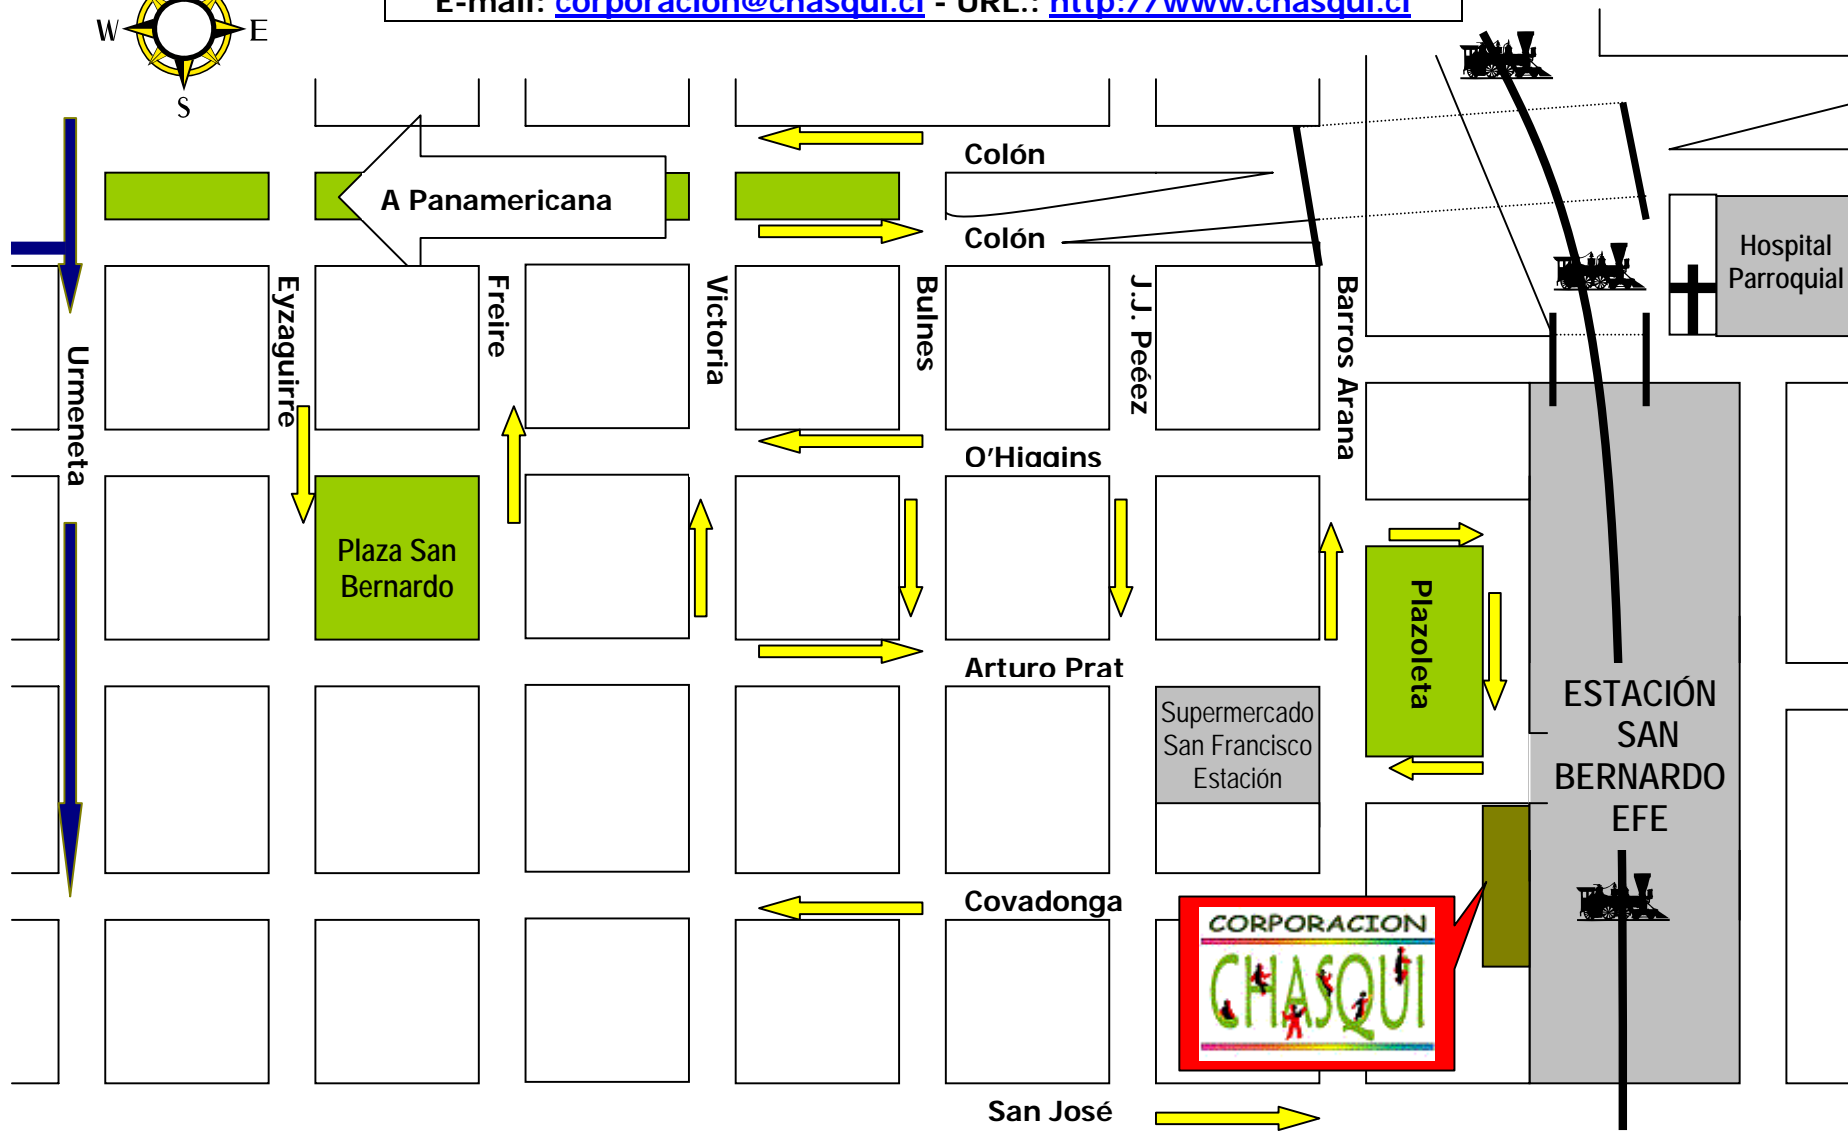 E-mail: corporacion@chasqui.cl - URL.: http://www.chasqui.cl
W E
S
Colón
A Panamericana
Colón
Hospital
Parroquial
Urmeneta
Eyzaguirre
Freire
Victoria
Bulnes
J.J. Peéez
Barros Arana
O'Higgins
Plaza San
Bernardo
Plazoleta
Arturo Prat
Supermercado
San Francisco
Estación
ESTACIÓN
SAN
BERNARDO
EFE
Covadonga
CORPORACION
CHASQUI
San José